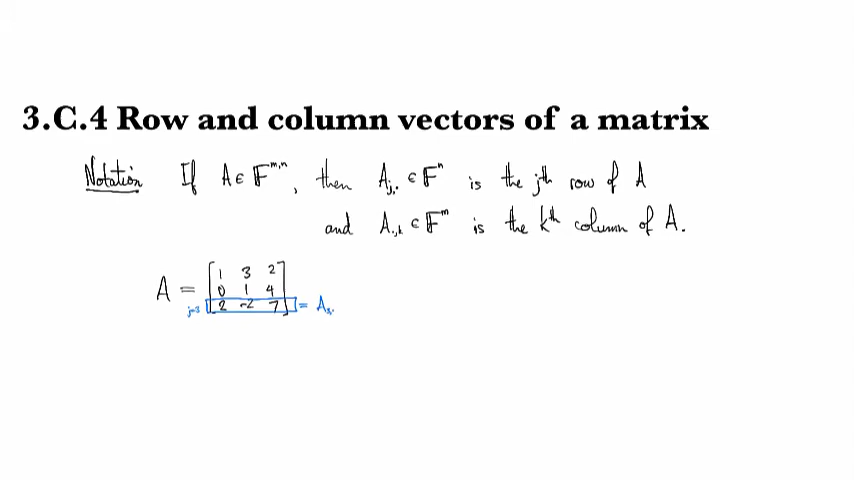 3.C.4 Row and column vectors of a matrix
Notation If A ∈ F^{m,n}, then A_{j,·} ∈ F^n is the jth row of A
and A_{·,k} ∈ F^m is the kth column of A.
A = [1 3 2
0 1 4
j=3 2 -2 7] = A_{3,·}